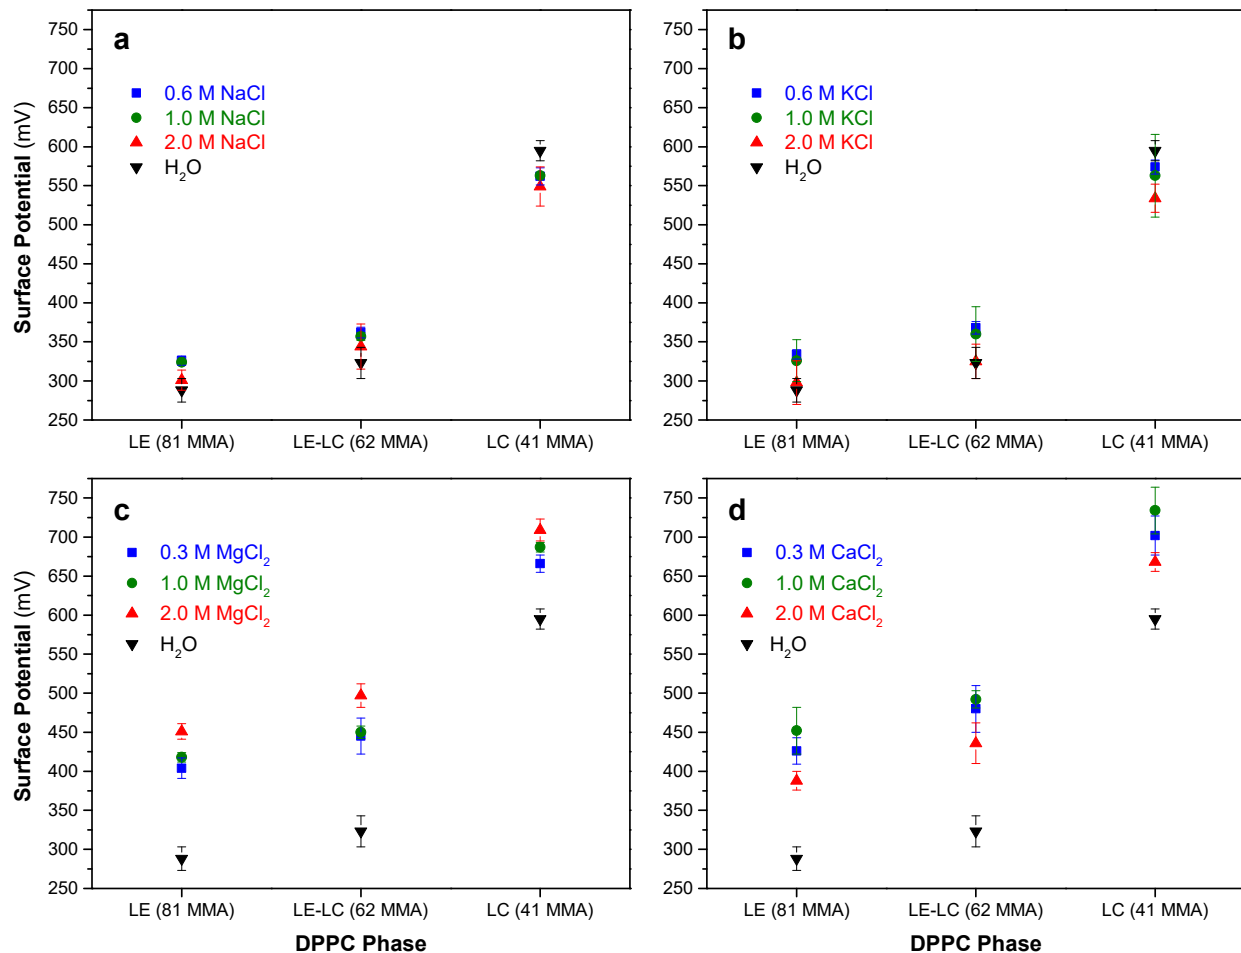 a
0.6 M NaCl
1.0 M NaCl
2.0 M NaCl
H₂O
Surface Potential (mV)
750
700
650
600
550
500
450
400
350
300
250
LE (81 MMA)
LE-LC (62 MMA)
LC (41 MMA)
b
0.6 M KCl
1.0 M KCl
2.0 M KCl
H₂O
750
700
650
600
550
500
450
400
350
300
250
LE (81 MMA)
LE-LC (62 MMA)
LC (41 MMA)
c
0.3 M MgCl₂
1.0 M MgCl₂
2.0 M MgCl₂
H₂O
Surface Potential (mV)
750
700
650
600
550
500
450
400
350
300
250
LE (81 MMA)
LE-LC (62 MMA)
LC (41 MMA)
DPPC Phase
d
0.3 M CaCl₂
1.0 M CaCl₂
2.0 M CaCl₂
H₂O
750
700
650
600
550
500
450
400
350
300
250
LE (81 MMA)
LE-LC (62 MMA)
LC (41 MMA)
DPPC Phase